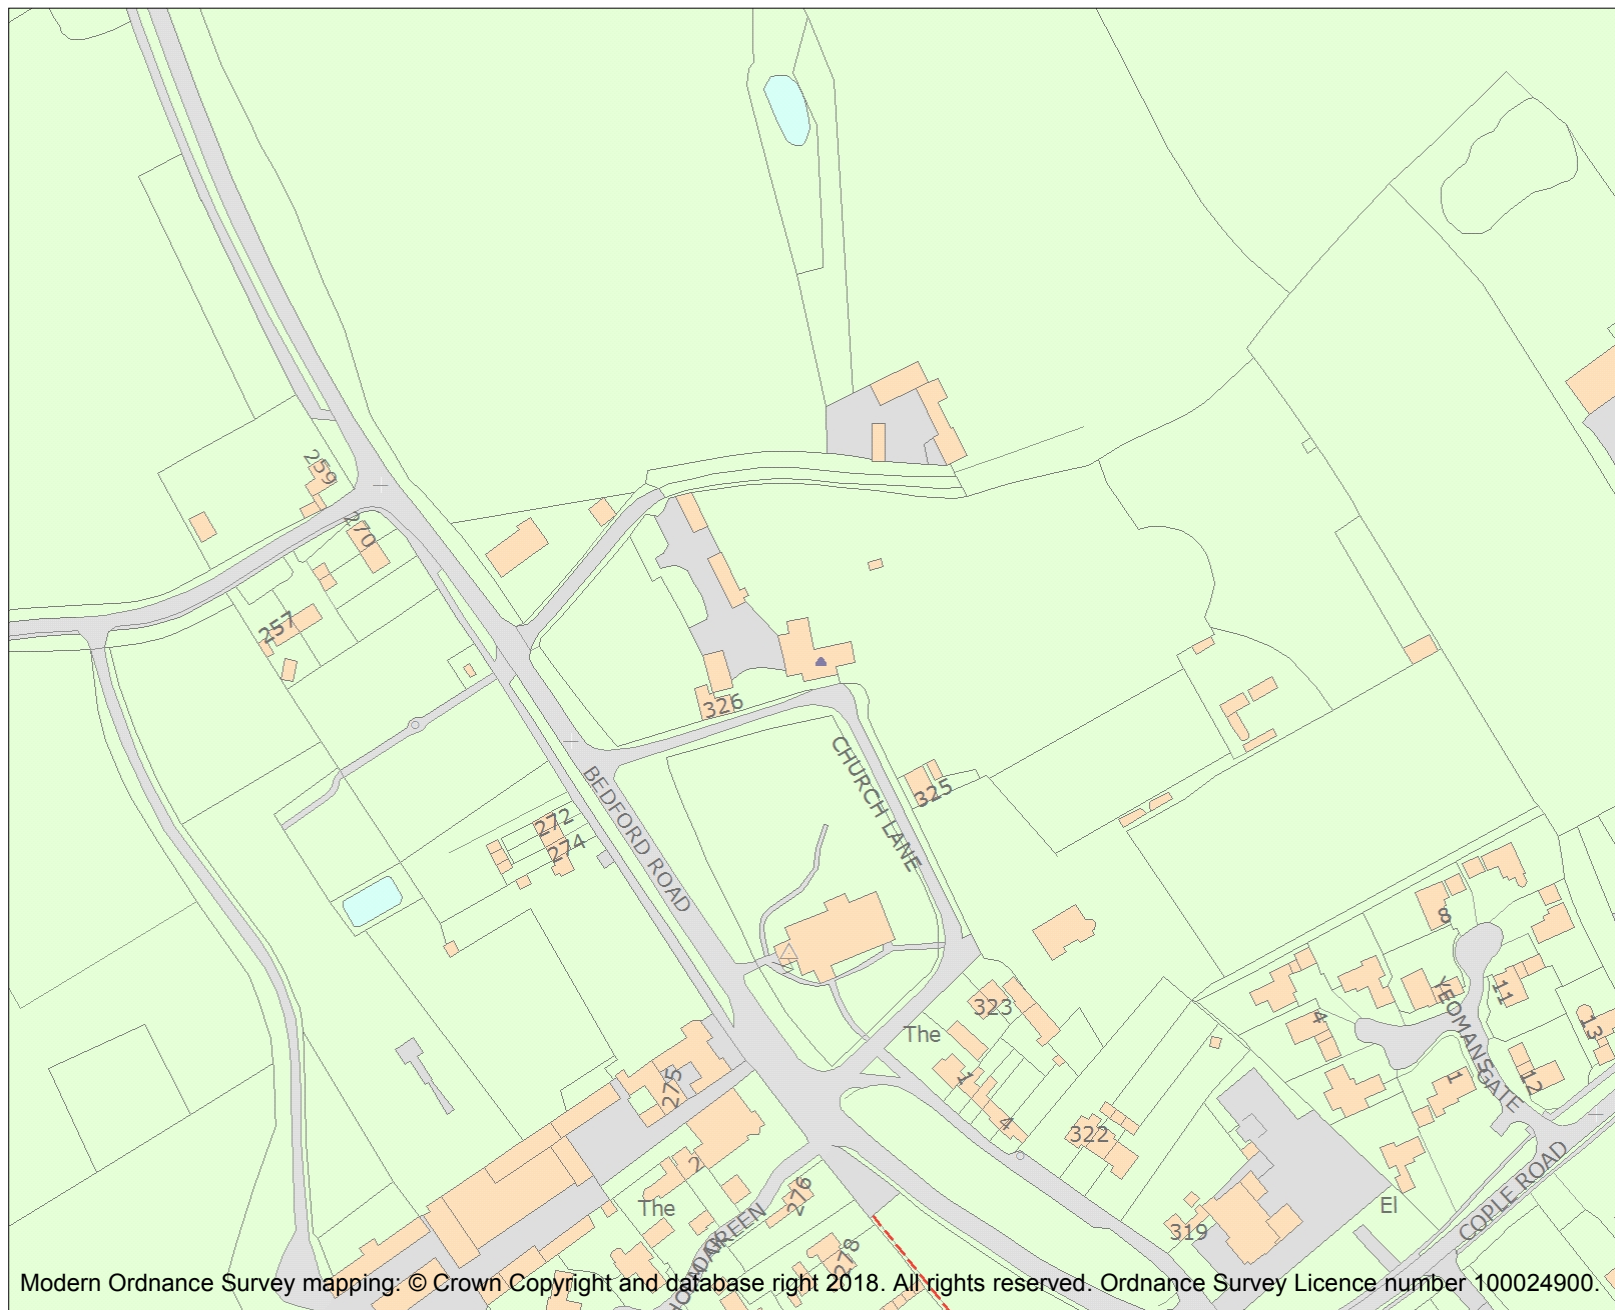 259
270
257
326
CHURCH LANE
325
BEDFORD ROAD
272
274
8
YEOMANS GATE
11
4
13
323
The
1
4
275
322
1
12
2
The
276
278
319
El
COPLE ROAD
GREEN
Modern Ordnance Survey mapping: © Crown Copyright and database right 2018. All rights reserved. Ordnance Survey Licence number 100024900.